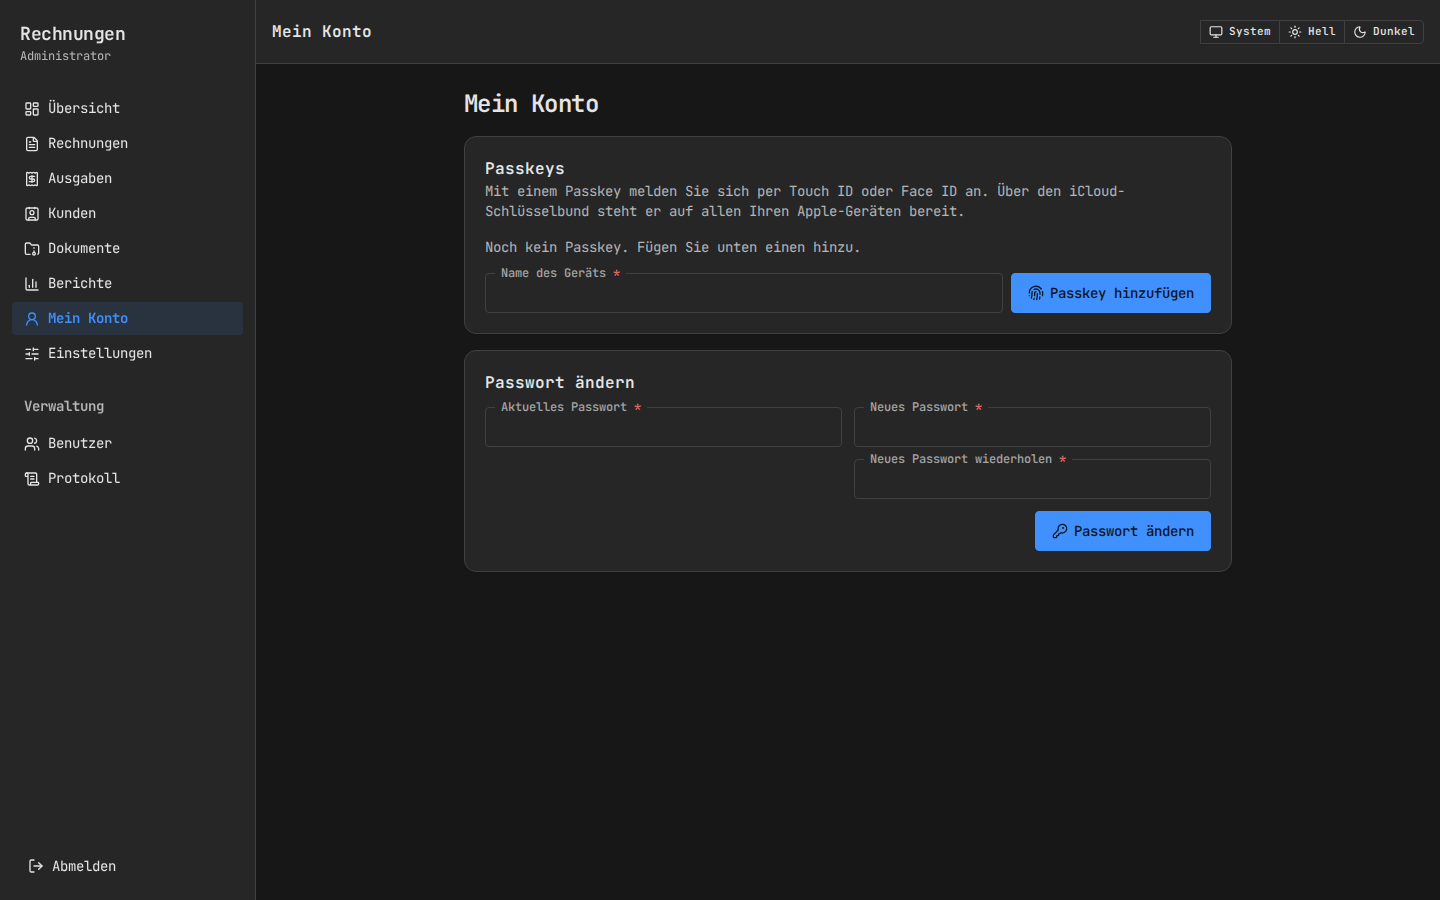 Rechnungen
Administrator
Übersicht
Rechnungen
Ausgaben
Kunden
Dokumente
Berichte
Mein Konto
Einstellungen
Verwaltung
Benutzer
Protokoll
Abmelden
Mein Konto
System
Hell
Dunkel
Mein Konto
Passkeys
Mit einem Passkey melden Sie sich per Touch ID oder Face ID an. Über den iCloud-
Schlüsselbund steht er auf allen Ihren Apple-Geräten bereit.
Noch kein Passkey. Fügen Sie unten einen hinzu.
Name des Geräts *
Passkey hinzufügen
Passwort ändern
Aktuelles Passwort *
Neues Passwort *
Neues Passwort wiederholen *
Passwort ändern